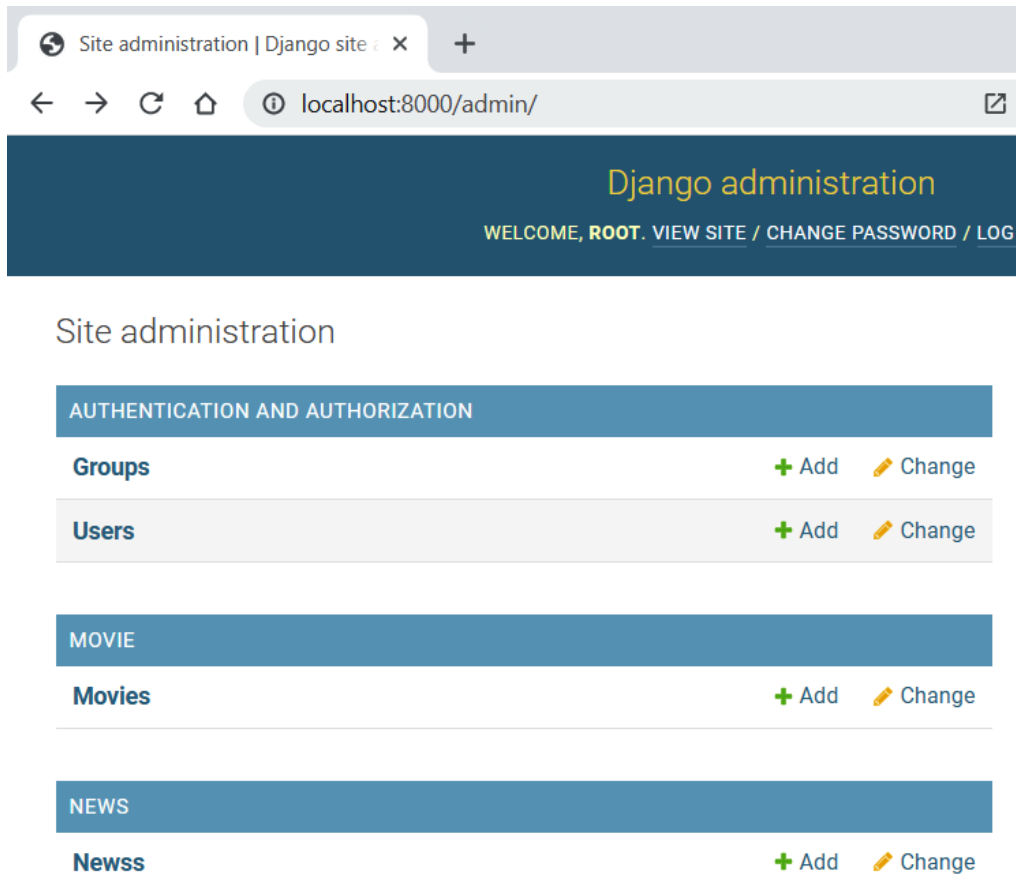 Site administration | Django site
localhost:8000/admin/
Django administration
WELCOME, ROOT. VIEW SITE / CHANGE PASSWORD / LOG
Site administration
AUTHENTICATION AND AUTHORIZATION
Groups Add Change
Users Add Change
MOVIE
Movies Add Change
NEWS
Newss Add Change